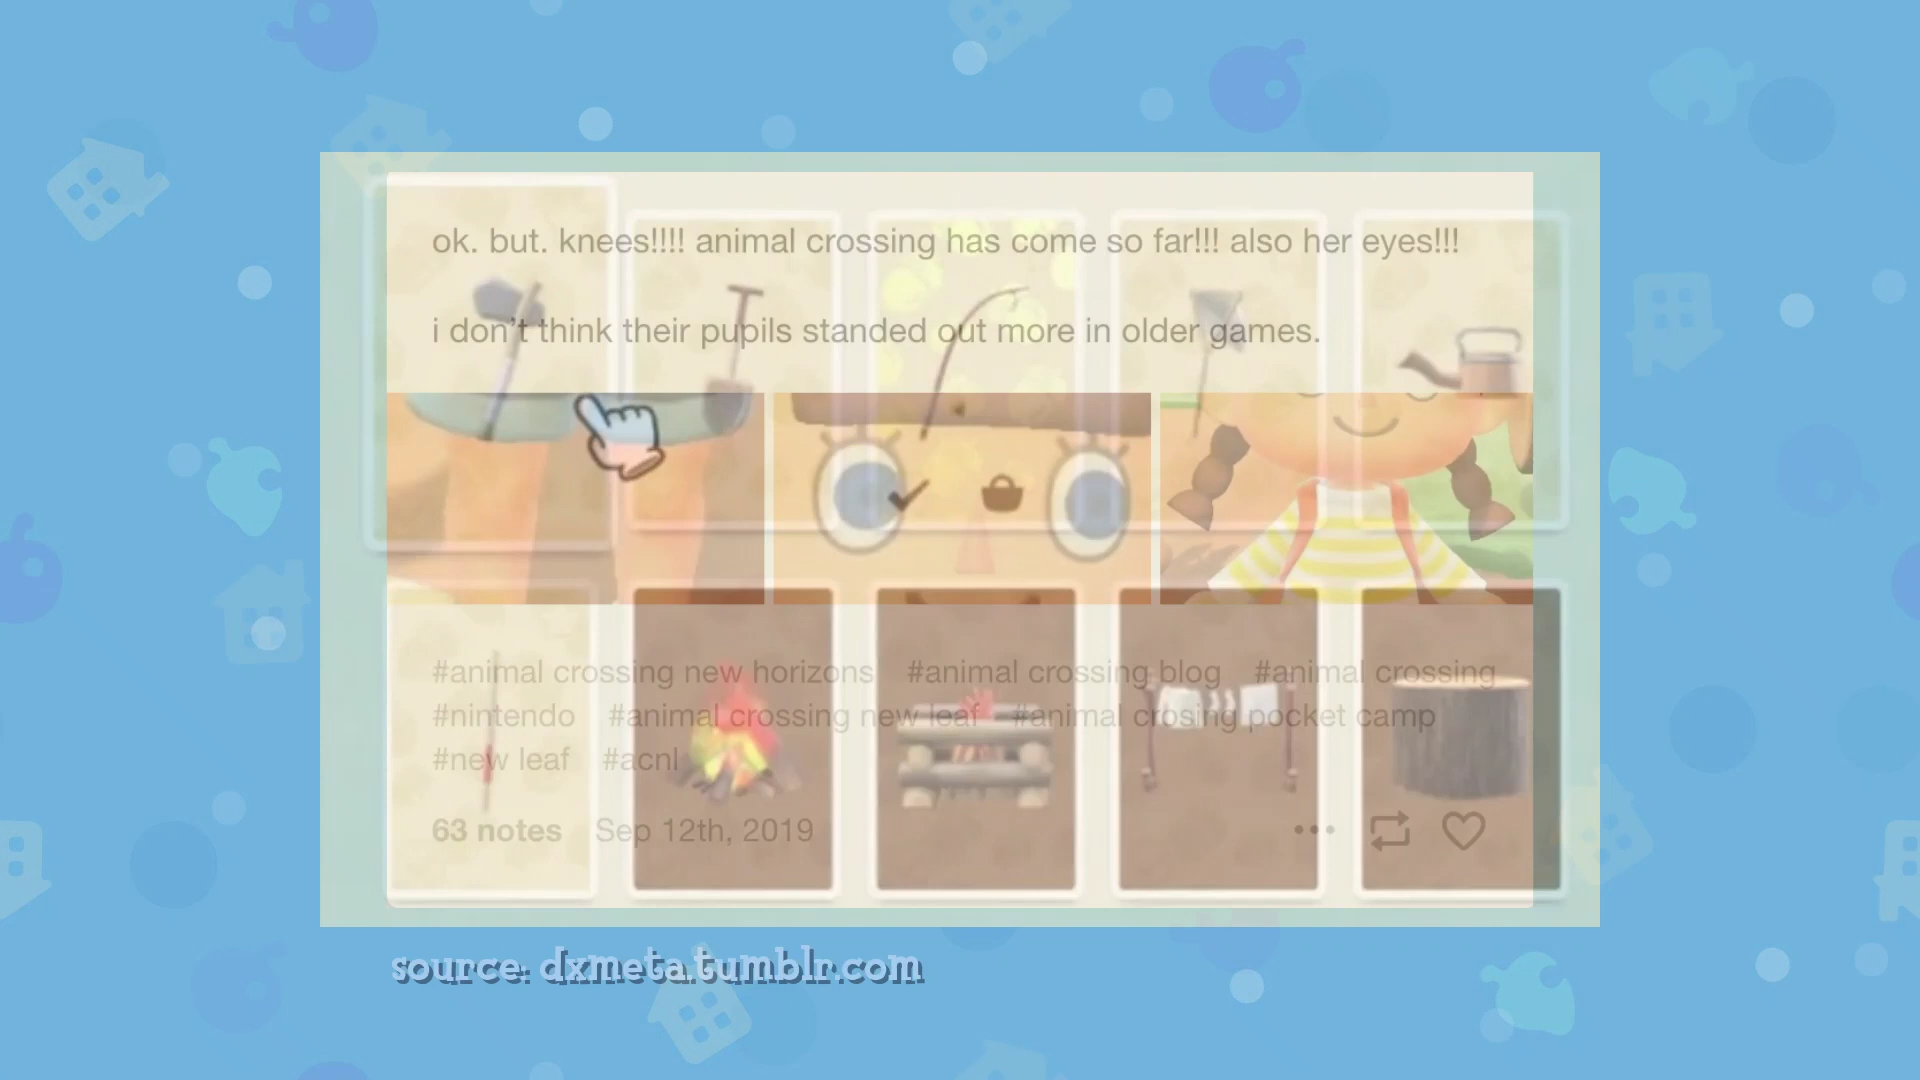 ok. but. knees!!!! animal crossing has come so far!!! also her eyes!!!
i don't think their pupils standed out more in older games.
#animal crossing new horizons #animal crossing blog #animal crossing
#nintendo #animal crossing new leaf #animal crosing pocket camp
#new leaf #acnl
63 notes Sep 12th, 2019
source: dxmeta.tumblr.com